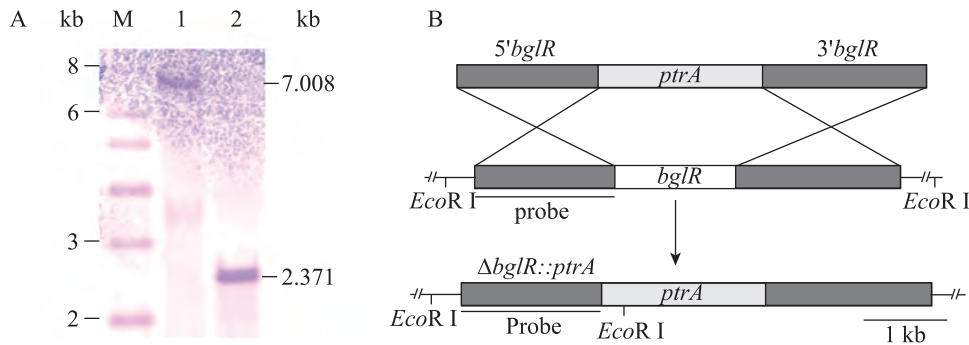 A
kb M 1 2 kb
8
7.008
6
3
2.371
2
B
5'bglR 3'bglR
ptrA
bglR
EcoR I EcoR I
probe
ΔbglR::ptrA
ptrA
EcoR I Probe EcoR I
1 kb